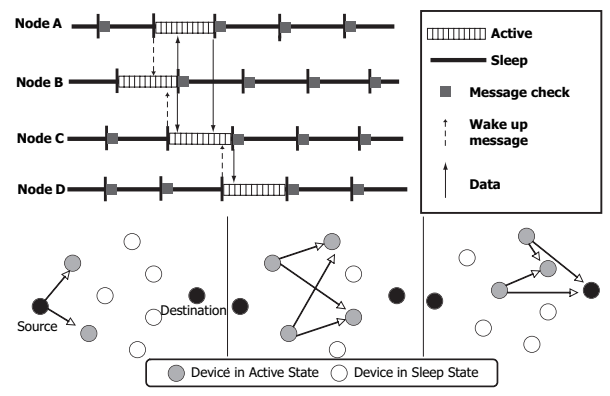 Node A
Node B
Node C
Node D
Active
Sleep
Message check
Wake up
message
Data
Source
Destination
Device in Active State
Device in Sleep State